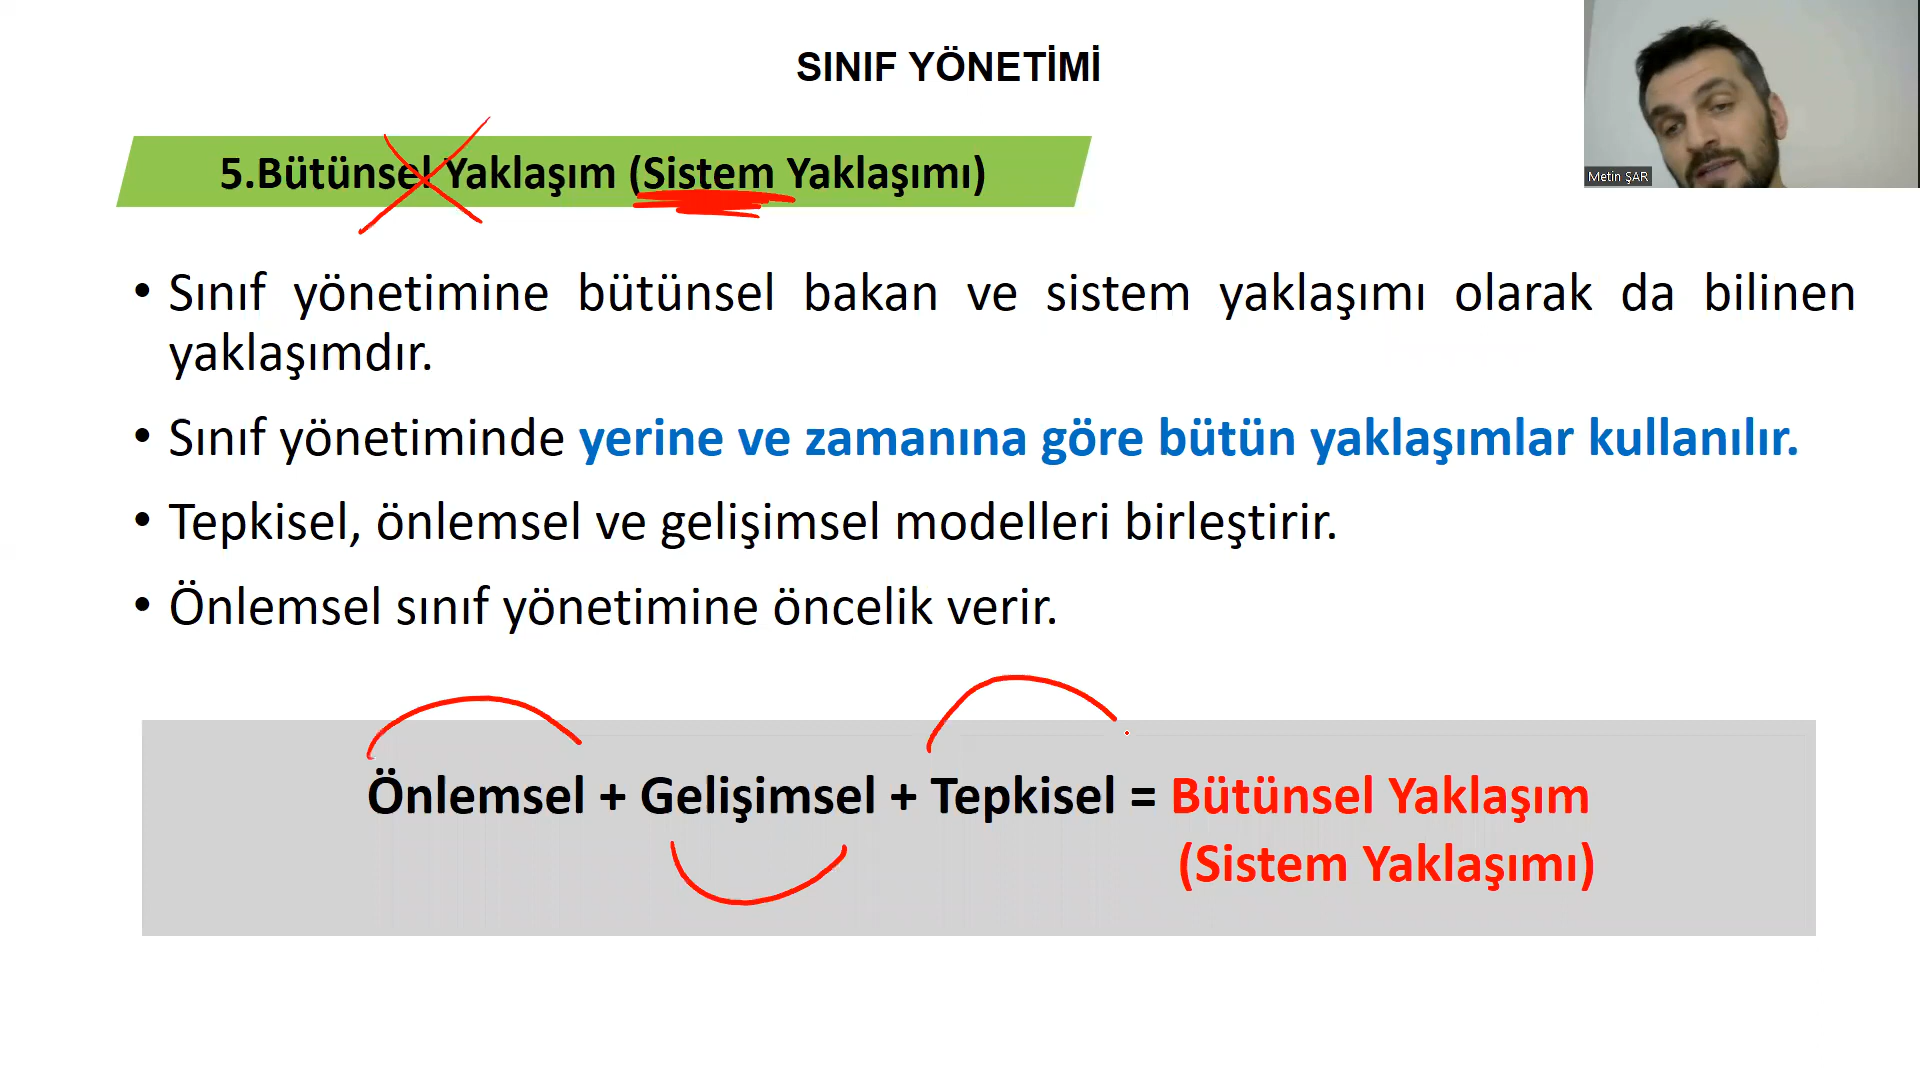 SINIF YÖNETİMİ
Metin ŞAR
5.Bütünsel Yaklaşım (Sistem Yaklaşımı)
• Sınıf yönetimine bütünsel bakan ve sistem yaklaşımı olarak da bilinen
yaklaşımdır.
• Sınıf yönetiminde yerine ve zamanına göre bütün yaklaşımlar kullanılır.
• Tepkisel, önlemsel ve gelişimsel modelleri birleştirir.
• Önlemsel sınıf yönetimine öncelik verir.
Önlemsel + Gelişimsel + Tepkisel = Bütünsel Yaklaşım
(Sistem Yaklaşımı)